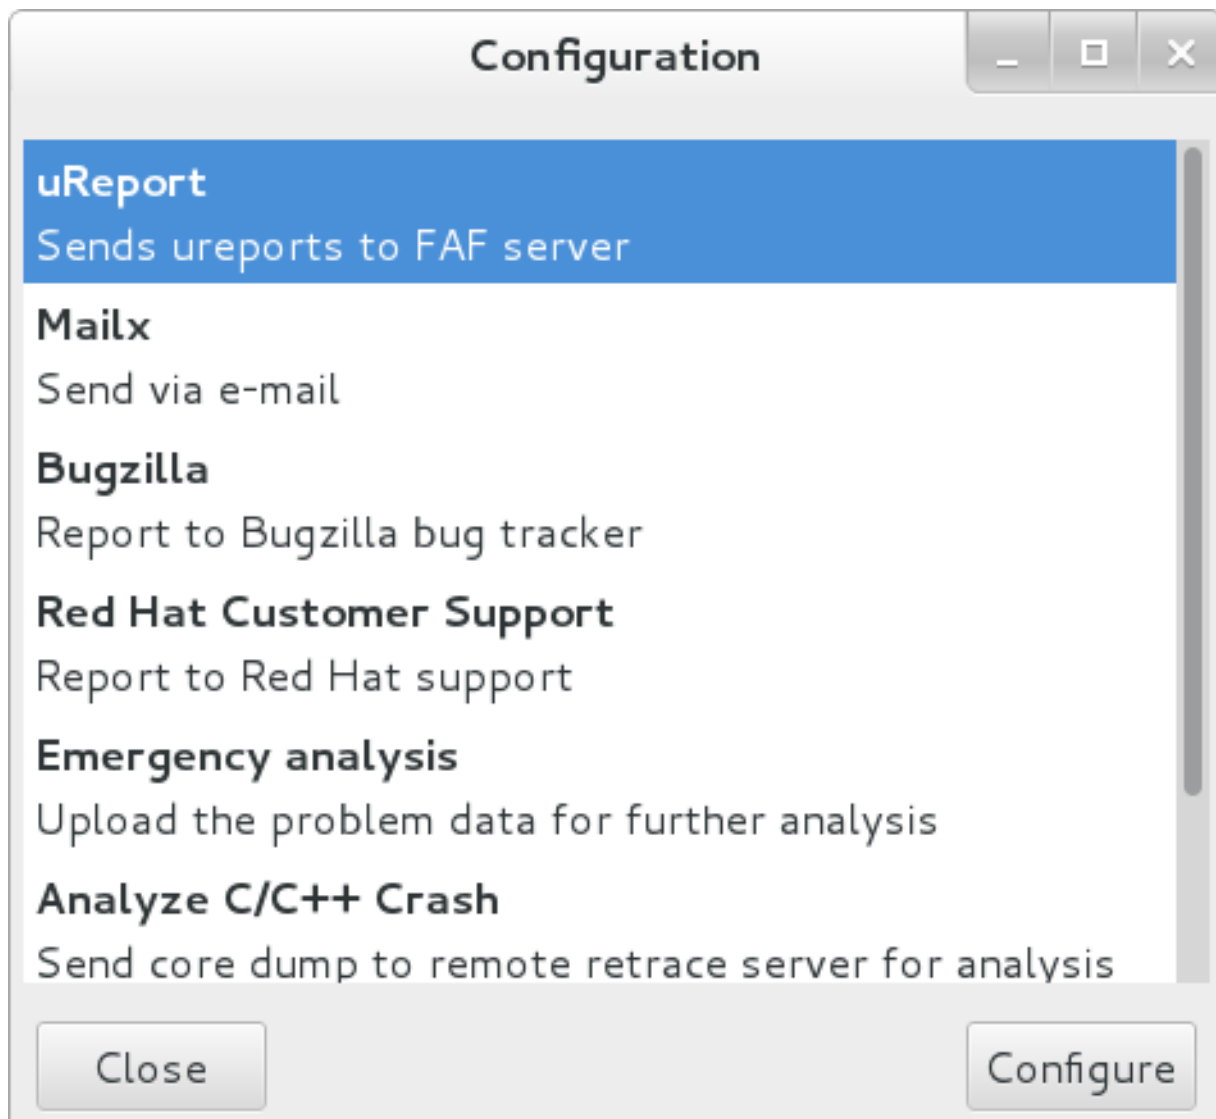 Configuration
uReport
Sends ureports to FAF server
Mailx
Send via e-mail
Bugzilla
Report to Bugzilla bug tracker
Red Hat Customer Support
Report to Red Hat support
Emergency analysis
Upload the problem data for further analysis
Analyze C/C++ Crash
Send core dump to remote retrace server for analysis
Close
Configure